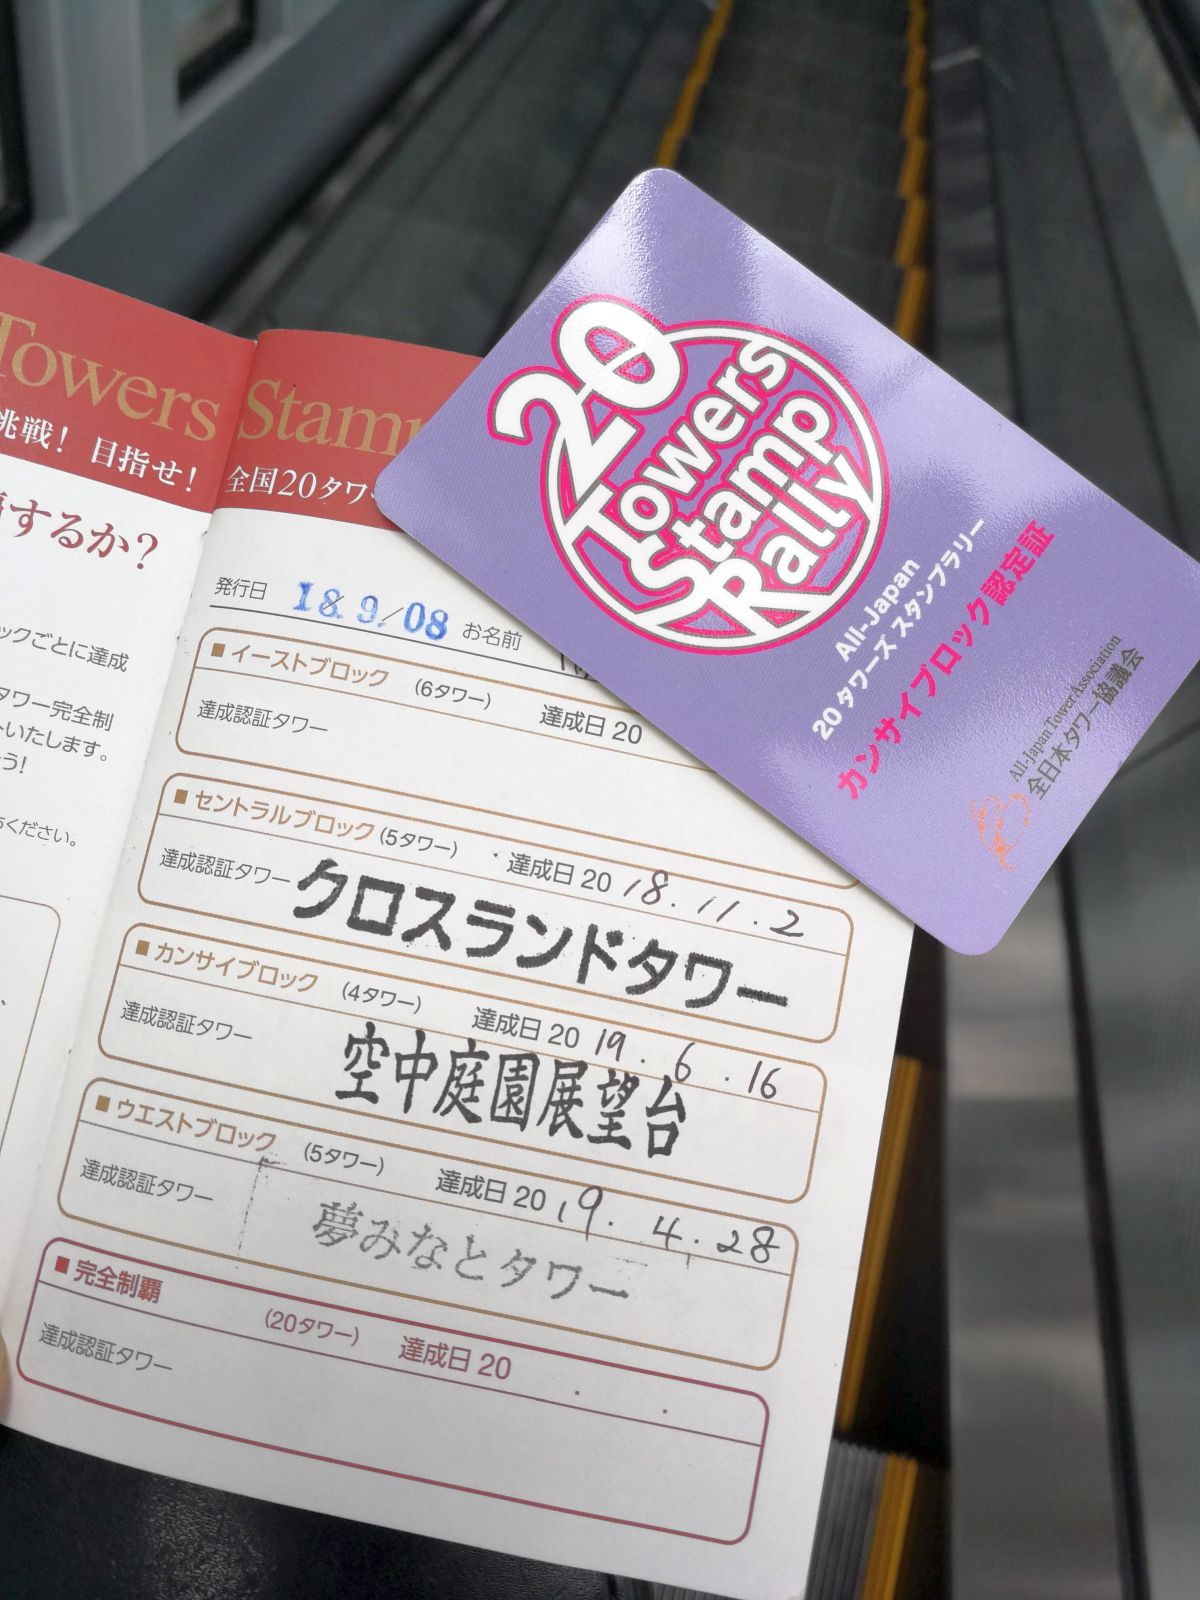 Towers
挑戦! 目指せ!
するか?
ックごとに達成
タワー完全制
いたします。
う!
ください。
Stam
全国20タワ
発行日 18.9/08 お名前
■イーストブロック (6タワー) 達成日 20
達成認証タワー
■セントラルブロック (5タワー) 達成日 20 18.11.2
達成認証タワー クロスランドタワー
■カンサイブロック (4タワー) 達成日 20 19.6.16
達成認証タワー 空中庭園展望台
■ウエストブロック (5タワー) 達成日 20 19.4.28
達成認証タワー 夢みなとタワー
■完全制覇 (20タワー) 達成日 20 . .
達成認証タワー
20
Towers
Stamp
Rally
All-Japan
20タワーズ スタンプラリー
カンサイブロック認定証
All-Japan Tower Association
全日本タワー協議会